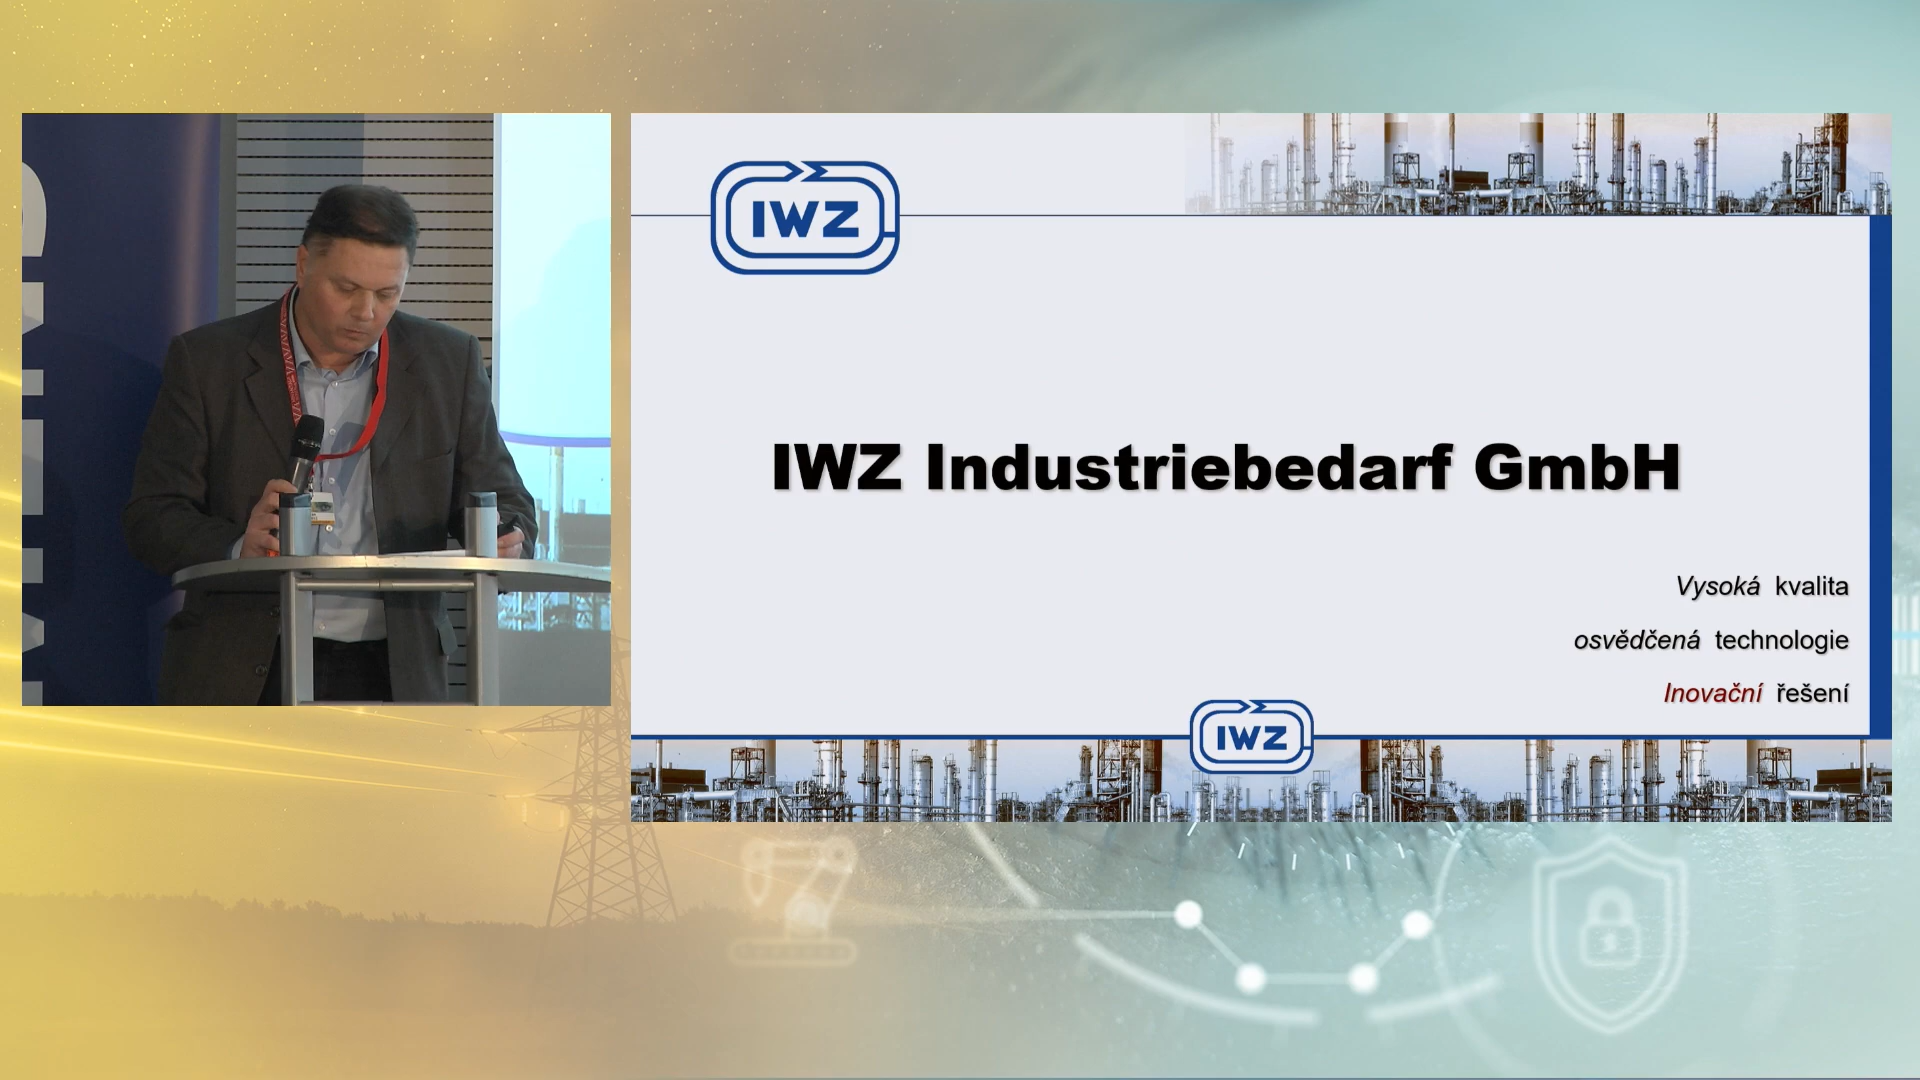 IWZ
IWZ Industriebedarf GmbH
Vysoká kvalita
osvědčená technologie
Inovační řešení
IWZ